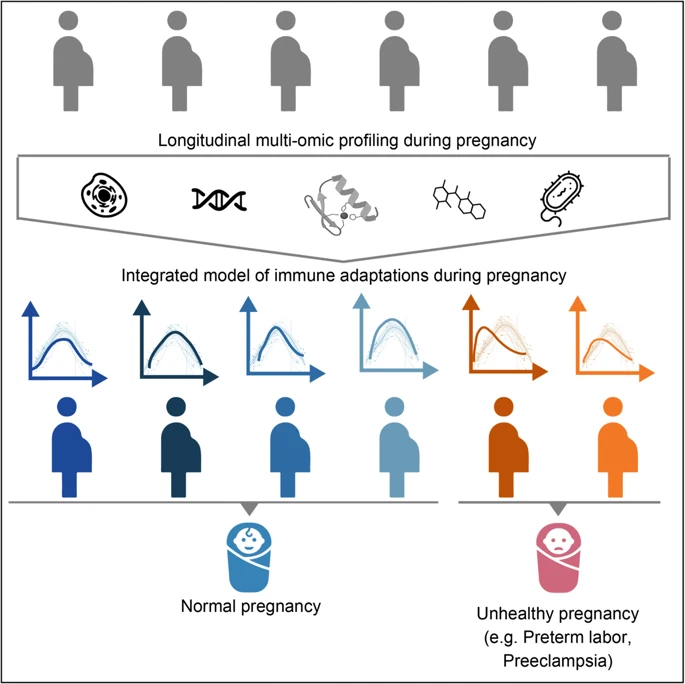 Longitudinal multi-omic profiling during pregnancy
Integrated model of immune adaptations during pregnancy
Normal pregnancy
Unhealthy pregnancy
(e.g. Preterm labor,
Preeclampsia)